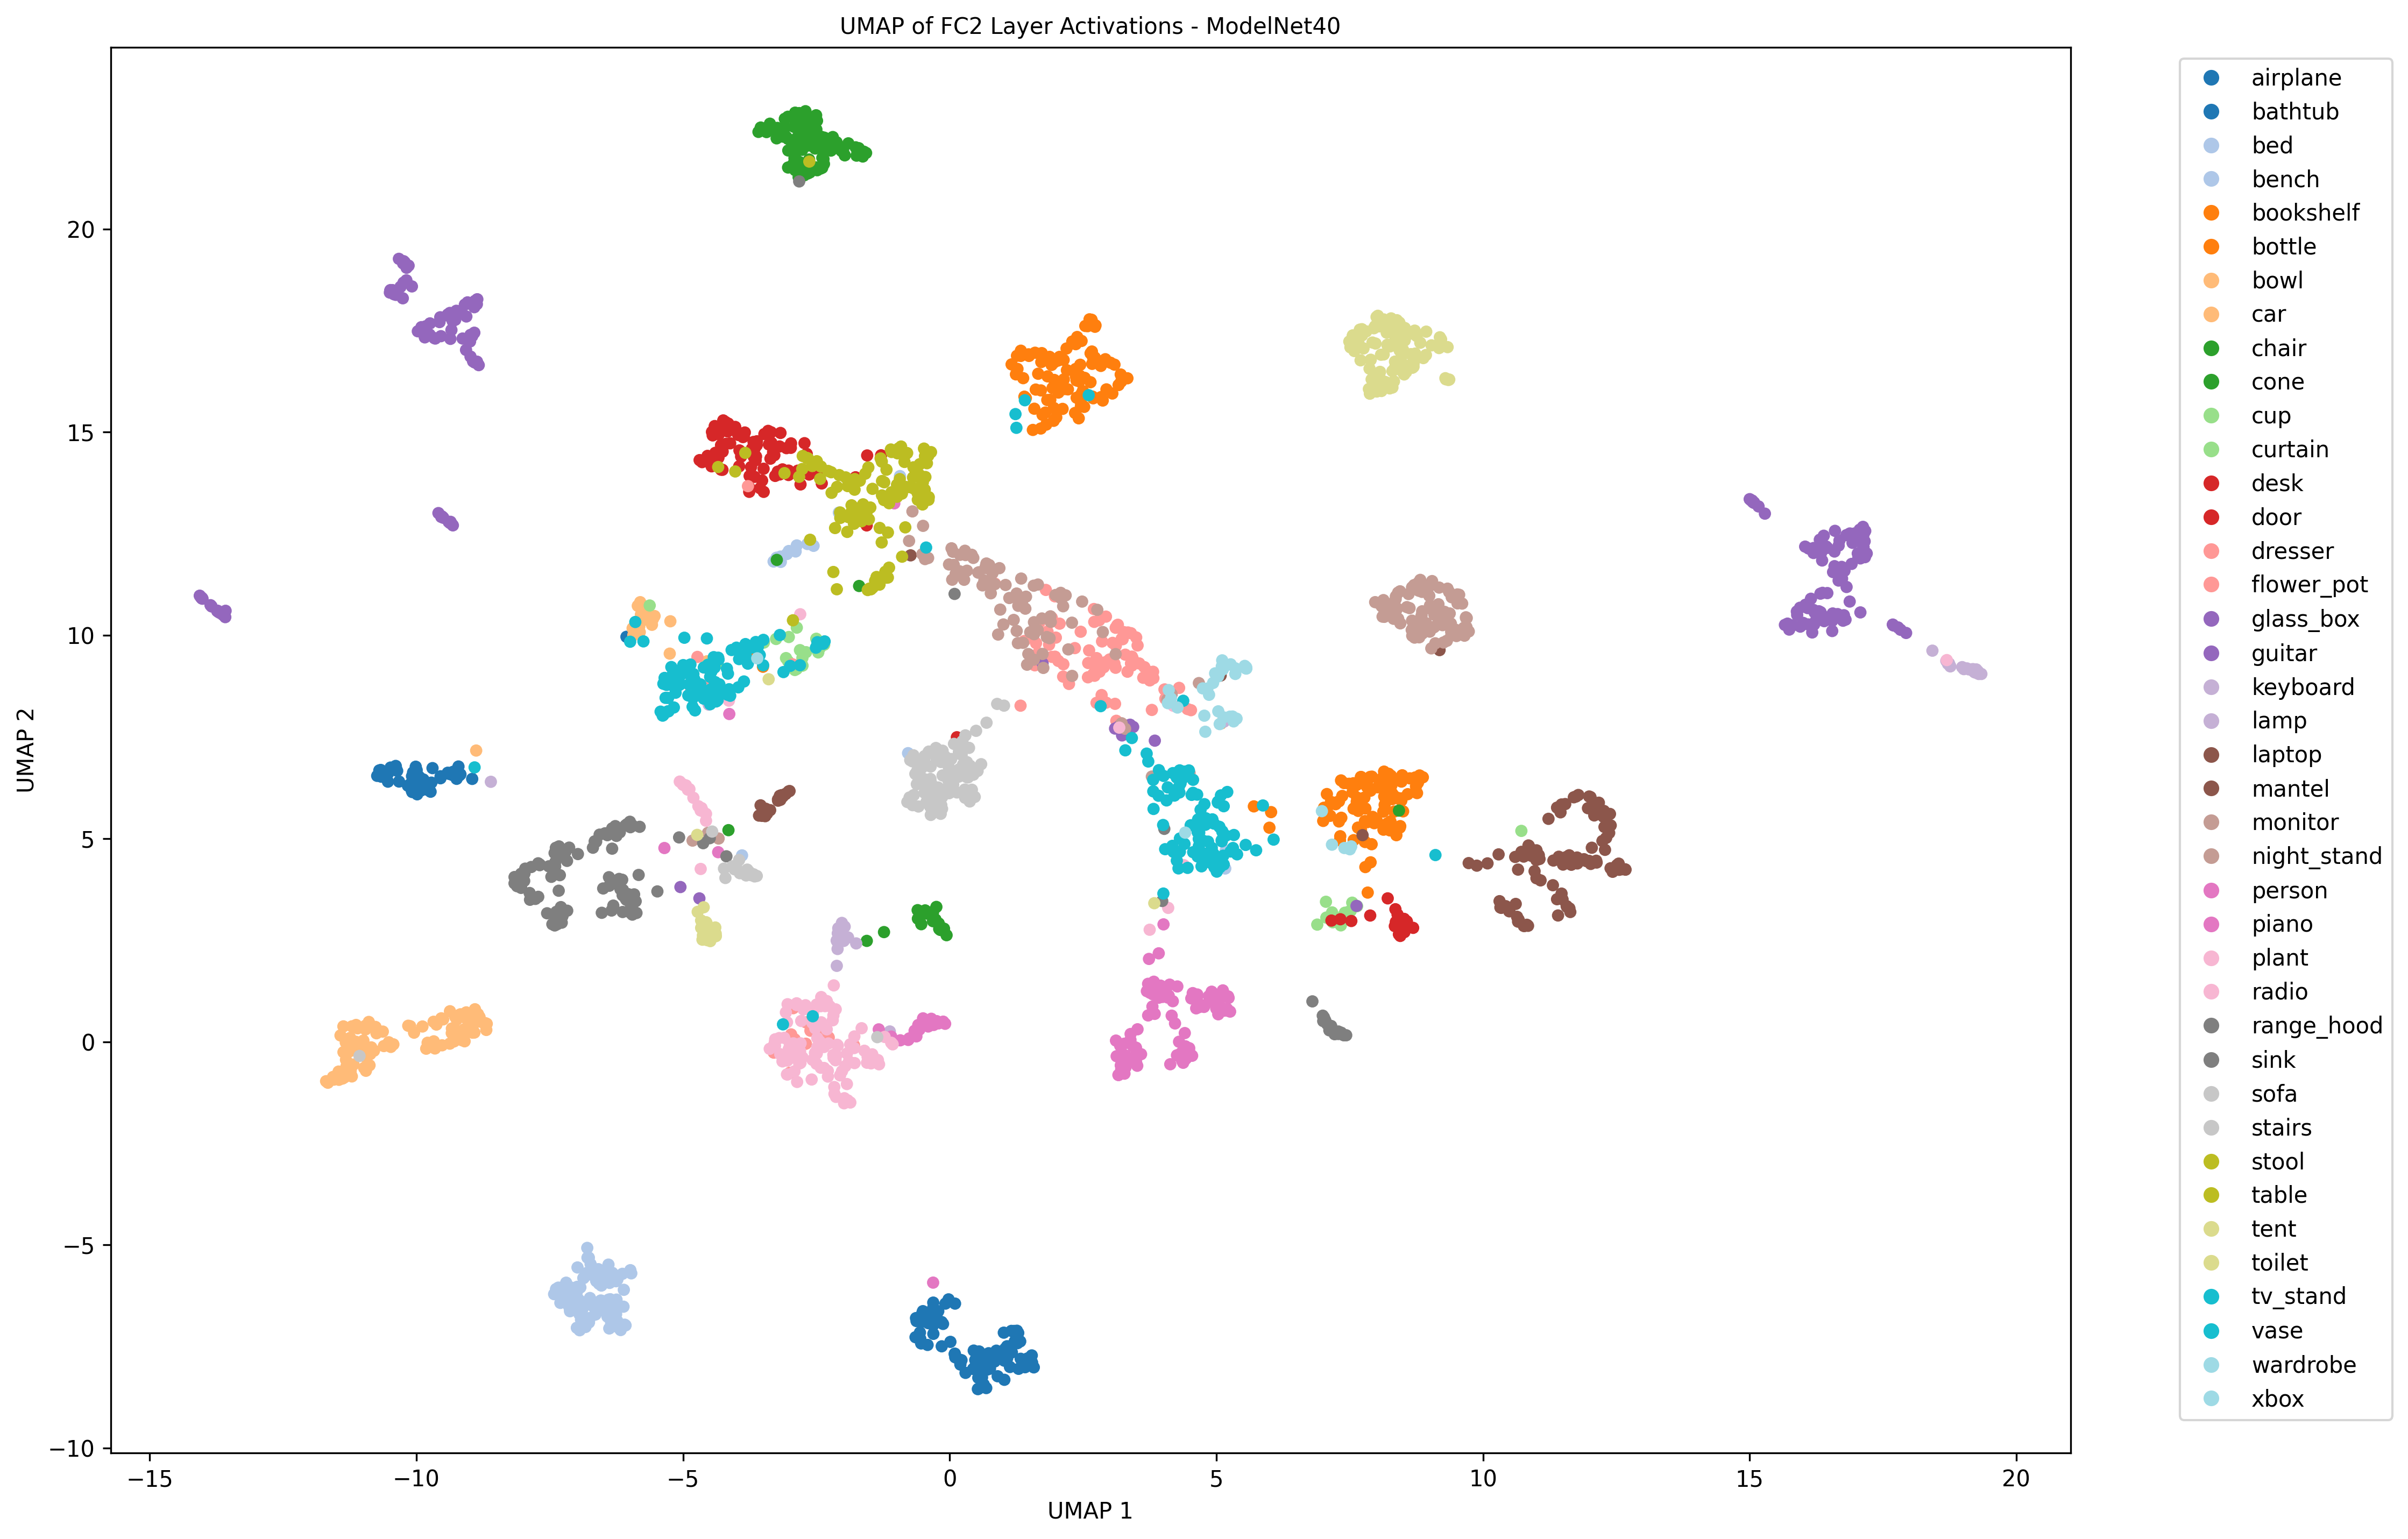 UMAP of FC2 Layer Activations - ModelNet40
UMAP 2
20
15
10
5
0
−5
−10
−15
−10
−5
0
5
10
15
20
UMAP 1
airplane
bathtub
bed
bench
bookshelf
bottle
bowl
car
chair
cone
cup
curtain
desk
door
dresser
flower_pot
glass_box
guitar
keyboard
lamp
laptop
mantel
monitor
night_stand
person
piano
plant
radio
range_hood
sink
sofa
stairs
stool
table
tent
toilet
tv_stand
vase
wardrobe
xbox